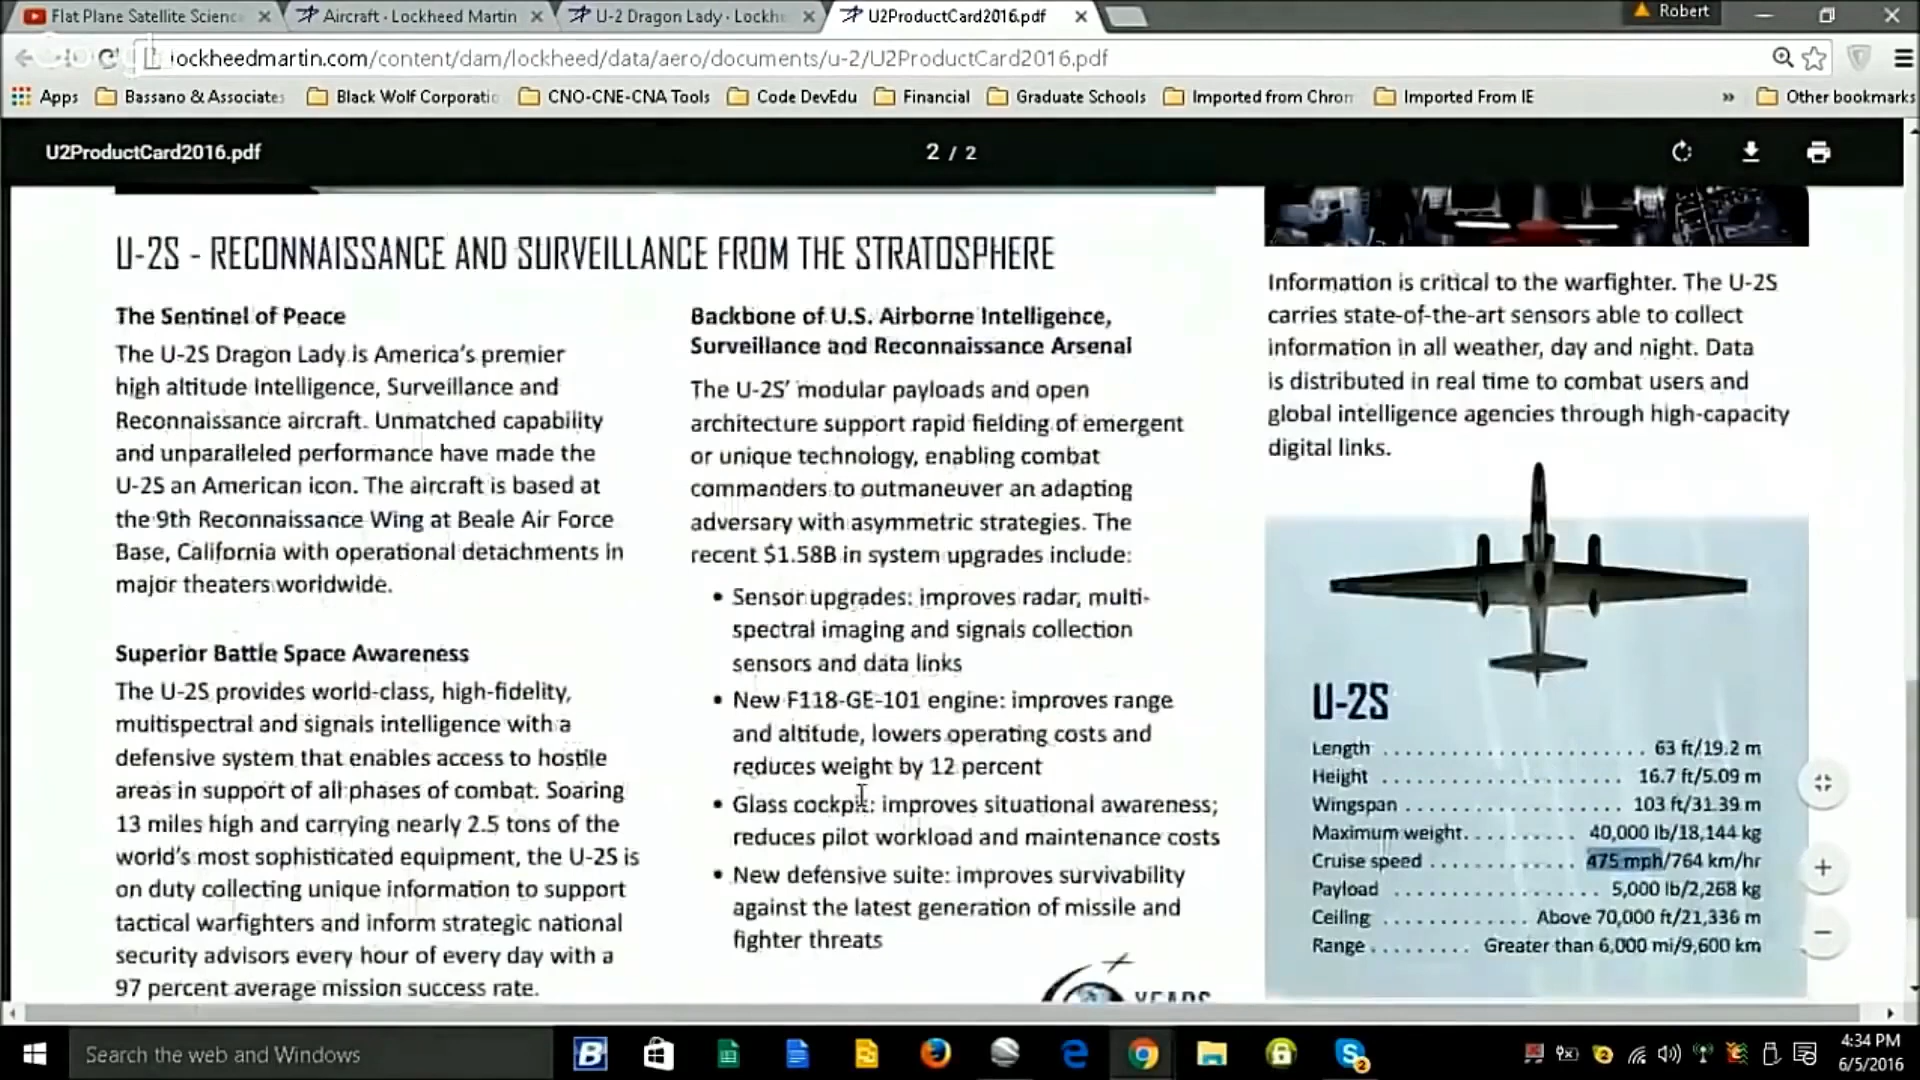 Flat Plane Satellite Scienc
Aircraft · Lockheed Martin
U-2 Dragon Lady · Lockh
U2ProductCard2016.pdf
Robert
lockheedmartin.com/content/dam/lockheed/data/aero/documents/u-2/U2ProductCard2016.pdf
Apps
Bassano & Associates
Black Wolf Corporatio
CNO-CNE-CNA Tools
Code DevEdu
Financial
Graduate Schools
Imported from Chrom
Imported From IE
Other bookmarks
U2ProductCard2016.pdf
2 / 2
U-2S - RECONNAISSANCE AND SURVEILLANCE FROM THE STRATOSPHERE
The Sentinel of Peace
The U-2S Dragon Lady is America's premier
high altitude Intelligence, Surveillance and
Reconnaissance aircraft. Unmatched capability
and unparalleled performance have made the
U-2S an American icon. The aircraft is based at
the 9th Reconnaissance Wing at Beale Air Force
Base, California with operational detachments in
major theaters worldwide.
Superior Battle Space Awareness
The U-2S provides world-class, high-fidelity,
multispectral and signals intelligence with a
defensive system that enables access to hostile
areas in support of all phases of combat. Soaring
13 miles high and carrying nearly 2.5 tons of the
world's most sophisticated equipment, the U-2S is
on duty collecting unique information to support
tactical warfighters and inform strategic national
security advisors every hour of every day with a
97 percent average mission success rate.
Backbone of U.S. Airborne Intelligence,
Surveillance and Reconnaissance Arsenal
The U-2S' modular payloads and open
architecture support rapid fielding of emergent
or unique technology, enabling combat
commanders to outmaneuver an adapting
adversary with asymmetric strategies. The
recent $1.58B in system upgrades include:
• Sensor upgrades: improves radar, multi-
spectral imaging and signals collection
sensors and data links
• New F118-GE-101 engine: improves range
and altitude, lowers operating costs and
reduces weight by 12 percent
• Glass cockpit: improves situational awareness;
reduces pilot workload and maintenance costs
• New defensive suite: improves survivability
against the latest generation of missile and
fighter threats
YEARS
Information is critical to the warfighter. The U-2S
carries state-of-the-art sensors able to collect
information in all weather, day and night. Data
is distributed in real time to combat users and
global intelligence agencies through high-capacity
digital links.
U-2S
Length . . . . . . . . . . . . . . . . . . . . . . . . 63 ft/19.2 m
Height . . . . . . . . . . . . . . . . . . . . . . . 16.7 ft/5.09 m
Wingspan . . . . . . . . . . . . . . . . . . . . 103 ft/31.39 m
Maximum weight. . . . . . . . . . . . 40,000 lb/18,144 kg
Cruise speed . . . . . . . . . . . . . . 475 mph/764 km/hr
Payload . . . . . . . . . . . . . . . . . . . . 5,000 lb/2,268 kg
Ceiling . . . . . . . . . . . . . . . Above 70,000 ft/21,336 m
Range . . . . . . . . . Greater than 6,000 mi/9,600 km
Search the web and Windows
4:34 PM
6/5/2016